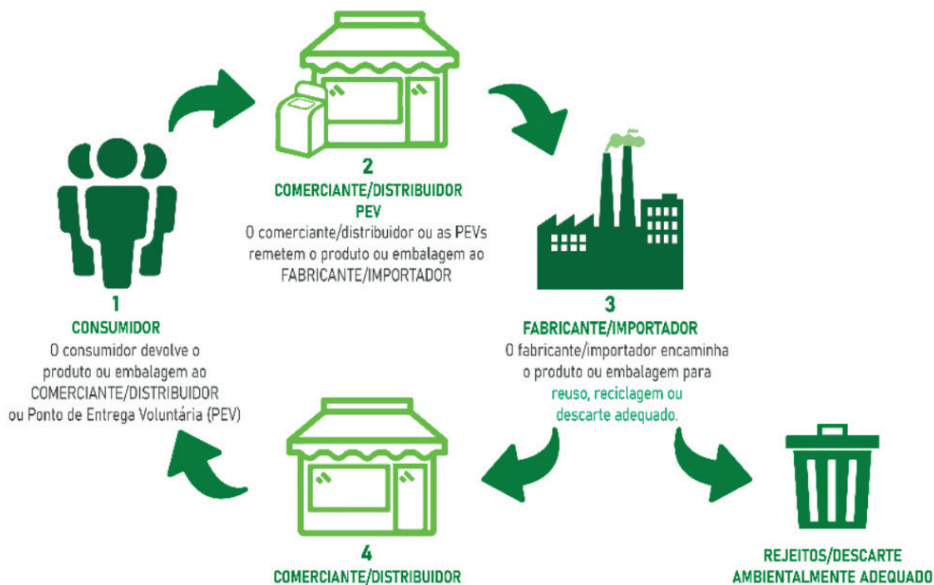 2
COMERCIANTE/DISTRIBUIDOR
PEV
O comerciante/distribuidor ou as PEVs
remetem o produto ou embalagem ao
FABRICANTE/IMPORTADOR
1
CONSUMIDOR
O consumidor devolve o
produto ou embalagem ao
COMERCIANTE/DISTRIBUIDOR
ou Ponto de Entrega Voluntária (PEV)
3
FABRICANTE/IMPORTADOR
O fabricante/importador encaminha
o produto ou embalagem para
reuso, reciclagem ou
descarte adequado.
4
COMERCIANTE/DISTRIBUIDOR
REJEITOS/DESCARTE
AMBIENTALMENTE ADEQUADO